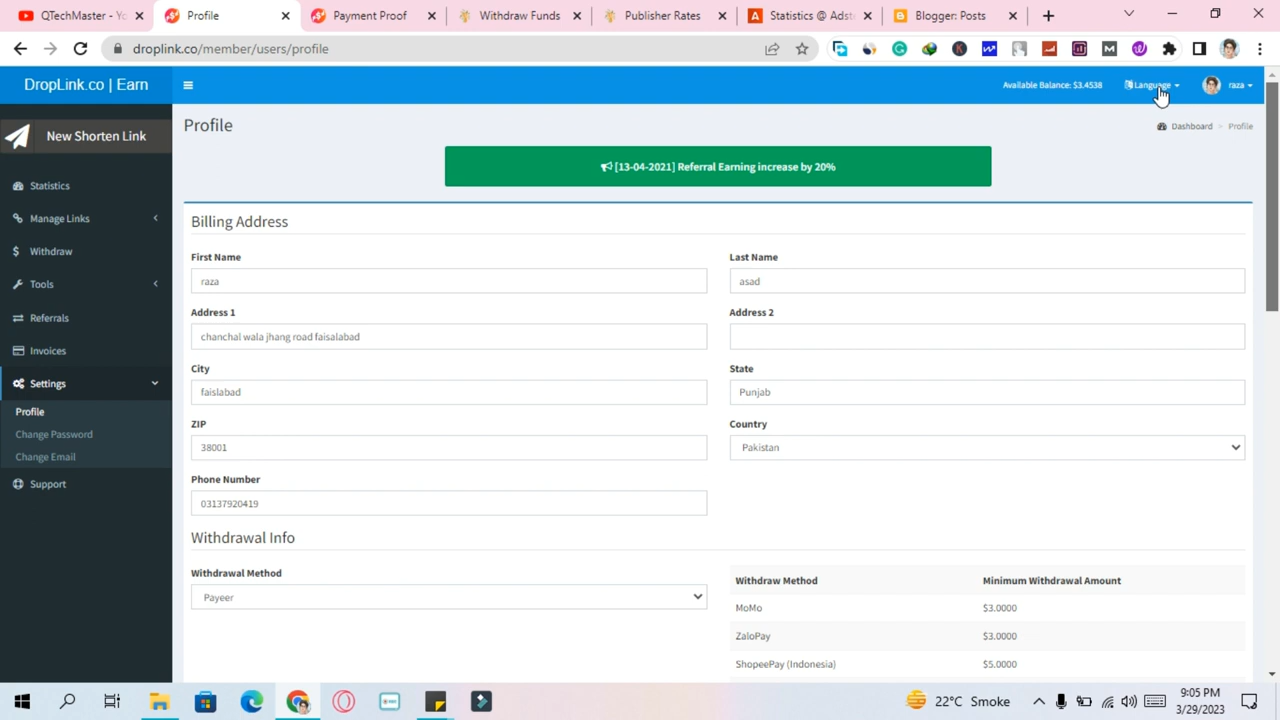 QTechMaster - Yo
Profile
Payment Proof
Withdraw Funds
Publisher Rates
Statistics @ Adst
Blogger: Posts
droplink.co/member/users/profile
DropLink.co | Earn
Available Balance: $3.4538
Language
raza
New Shorten Link
Profile
Dashboard > Profile
[13-04-2021] Referral Earning increase by 20%
Statistics
Manage Links
Withdraw
Tools
Referrals
Invoices
Settings
Profile
Change Password
Change Email
Support
Billing Address
First Name
Last Name
raza
asad
Address 1
Address 2
chanchal wala jhang road faisalabad
City
State
faislabad
Punjab
ZIP
Country
38001
Pakistan
Phone Number
03137920419
Withdrawal Info
Withdrawal Method
Payeer
Withdraw Method
Minimum Withdrawal Amount
MoMo
$3.0000
ZaloPay
$3.0000
ShopeePay (Indonesia)
$5.0000
22°C Smoke
9:05 PM
3/29/2023